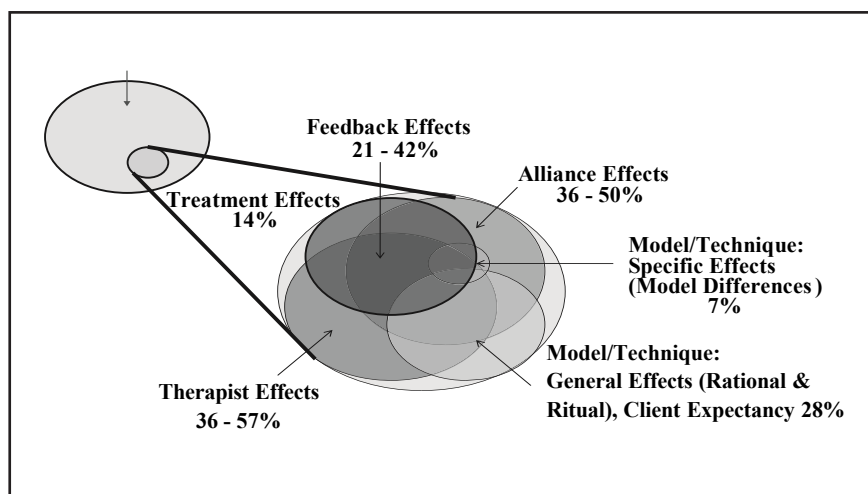 Feedback Effects
21 - 42%
Alliance Effects
36 - 50%
Treatment Effects
14%
Model/Technique:
Specific Effects
(Model Differences)
7%
Model/Technique:
General Effects (Rational &
Ritual), Client Expectancy 28%
Therapist Effects
36 - 57%